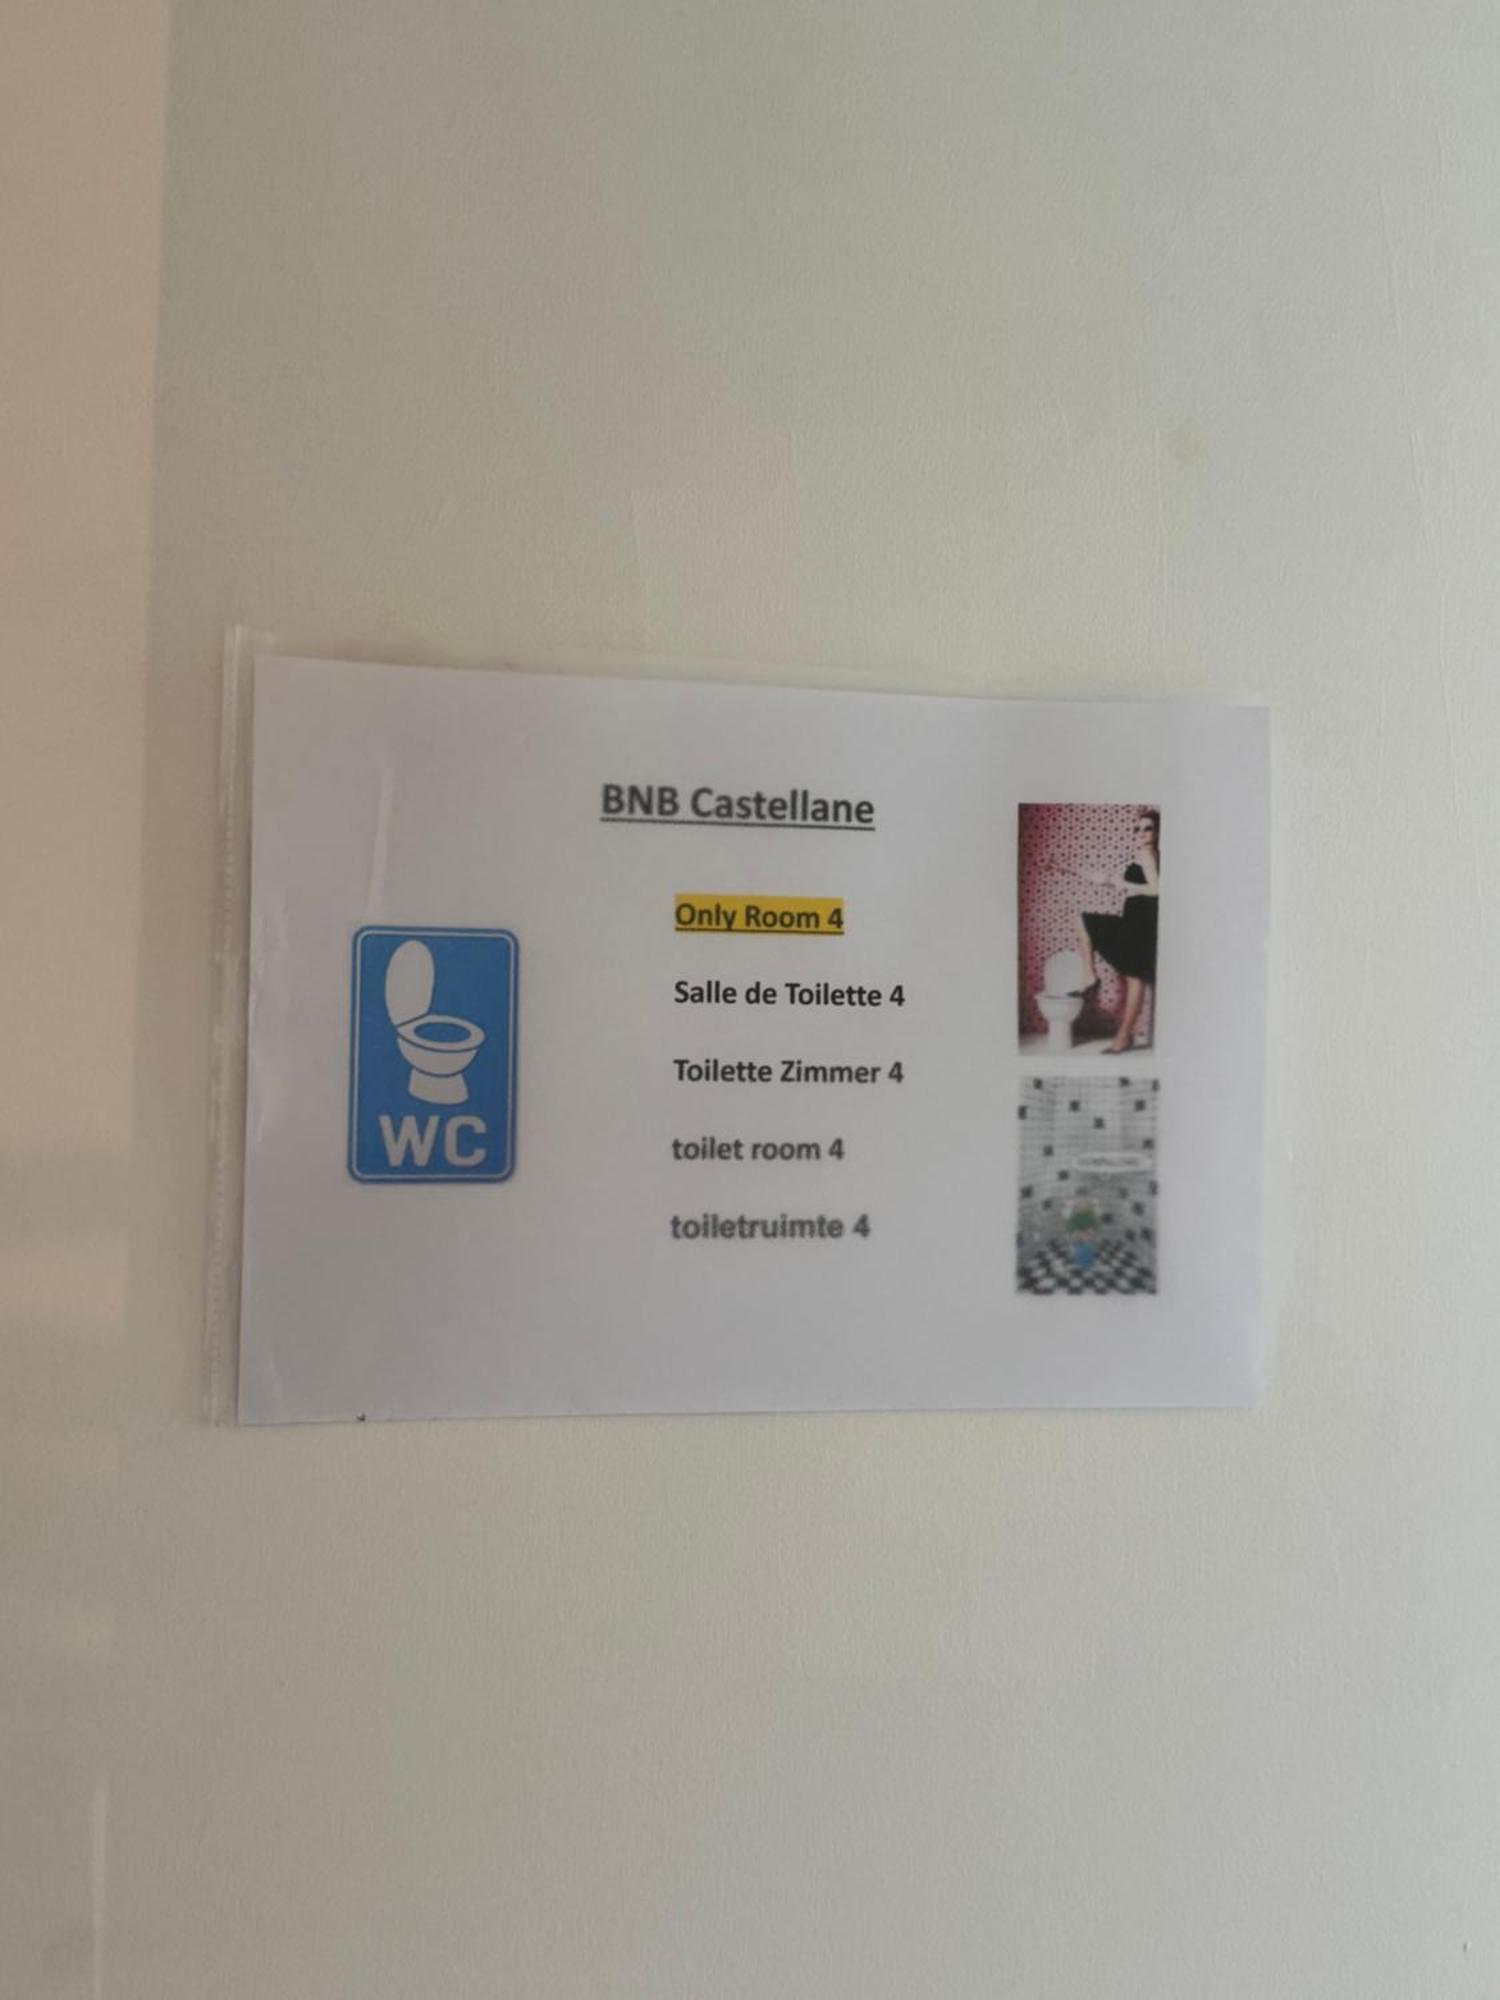 BNB Castellane
Only Room 4
Salle de Toilette 4
Toilette Zimmer 4
toilet room 4
toiletruimte 4
WC